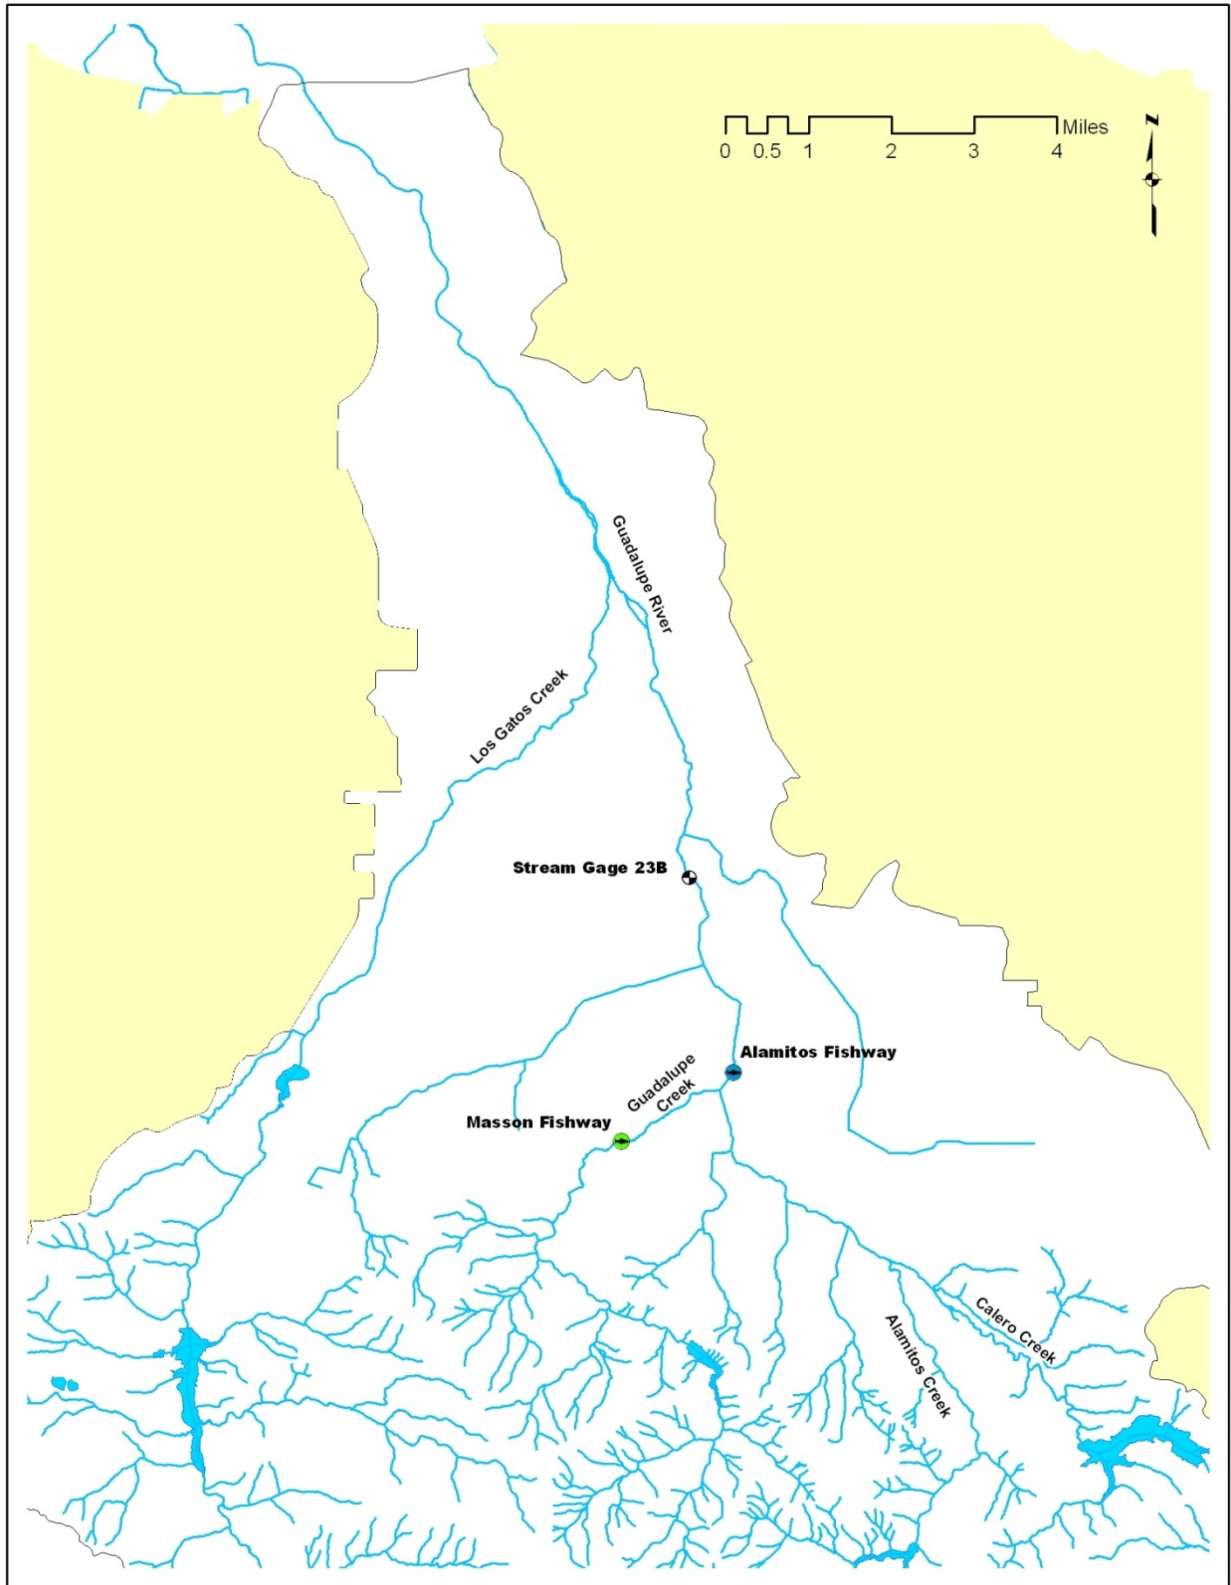 Miles
0 0.5 1 2 3 4
N
Guadalupe River
Los Gatos Creek
Stream Gage 23B
Alamitos Fishway
Guadalupe
Creek
Masson Fishway
Calero Creek
Alamitos Creek